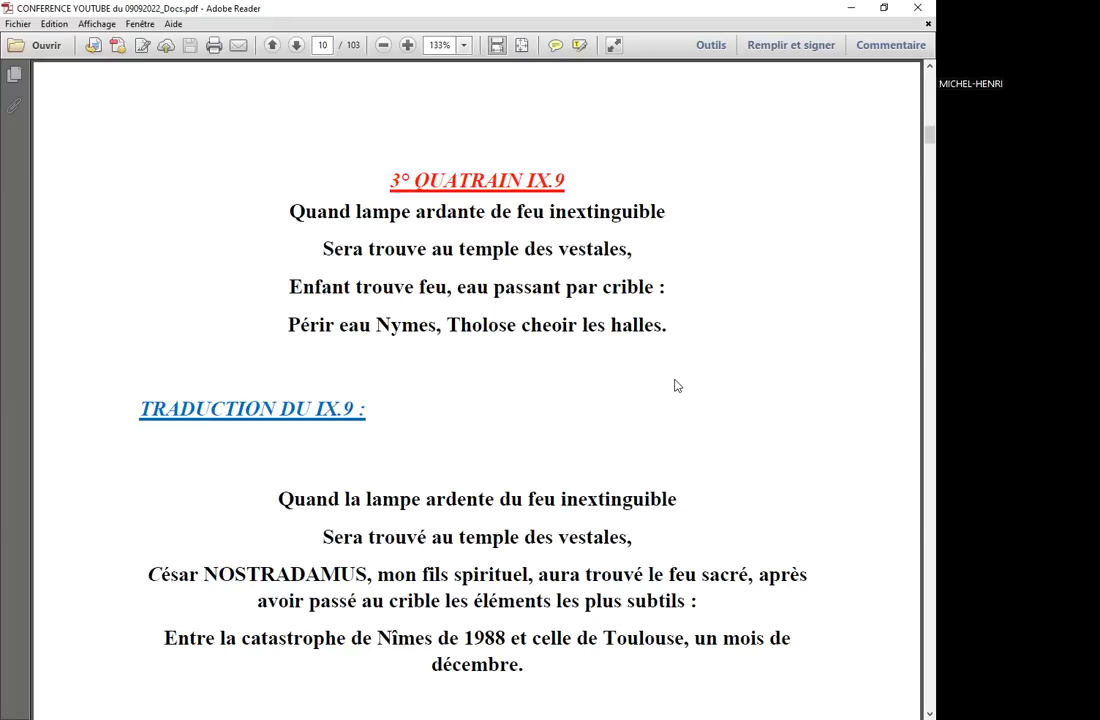 CONFERENCE YOUTUBE du 09092022_Docs.pdf - Adobe Reader
Fichier Edition Affichage Fenêtre Aide
Ouvrir 10 / 103 133% Outils Remplir et signer Commentaire
MICHEL-HENRI
3° QUATRAIN IX.9
Quand lampe ardante de feu inextinguible
Sera trouve au temple des vestales,
Enfant trouve feu, eau passant par crible :
Périr eau Nymes, Tholose cheoir les halles.
TRADUCTION DU IX.9 :
Quand la lampe ardente du feu inextinguible
Sera trouvé au temple des vestales,
César NOSTRADAMUS, mon fils spirituel, aura trouvé le feu sacré, après
avoir passé au crible les éléments les plus subtils :
Entre la catastrophe de Nîmes de 1988 et celle de Toulouse, un mois de
décembre.